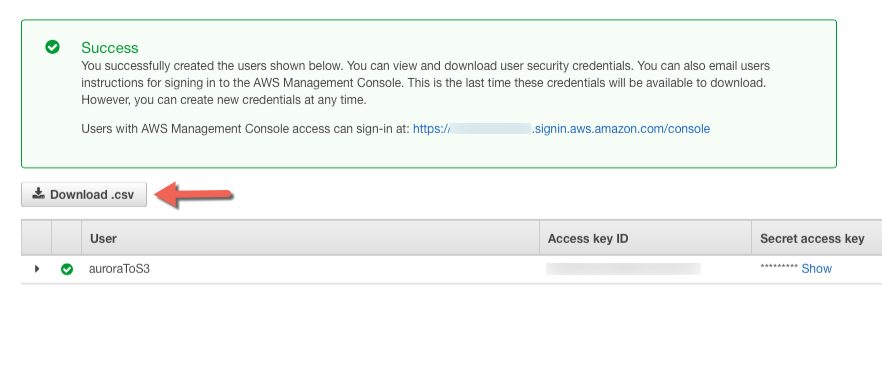 Success
You successfully created the users shown below. You can view and download user security credentials. You can also email users
instructions for signing in to the AWS Management Console. This is the last time these credentials will be available to download.
However, you can create new credentials at any time.
Users with AWS Management Console access can sign-in at: https:// .signin.aws.amazon.com/console
Download .csv
User Access key ID Secret access key
auroraToS3 ********* Show